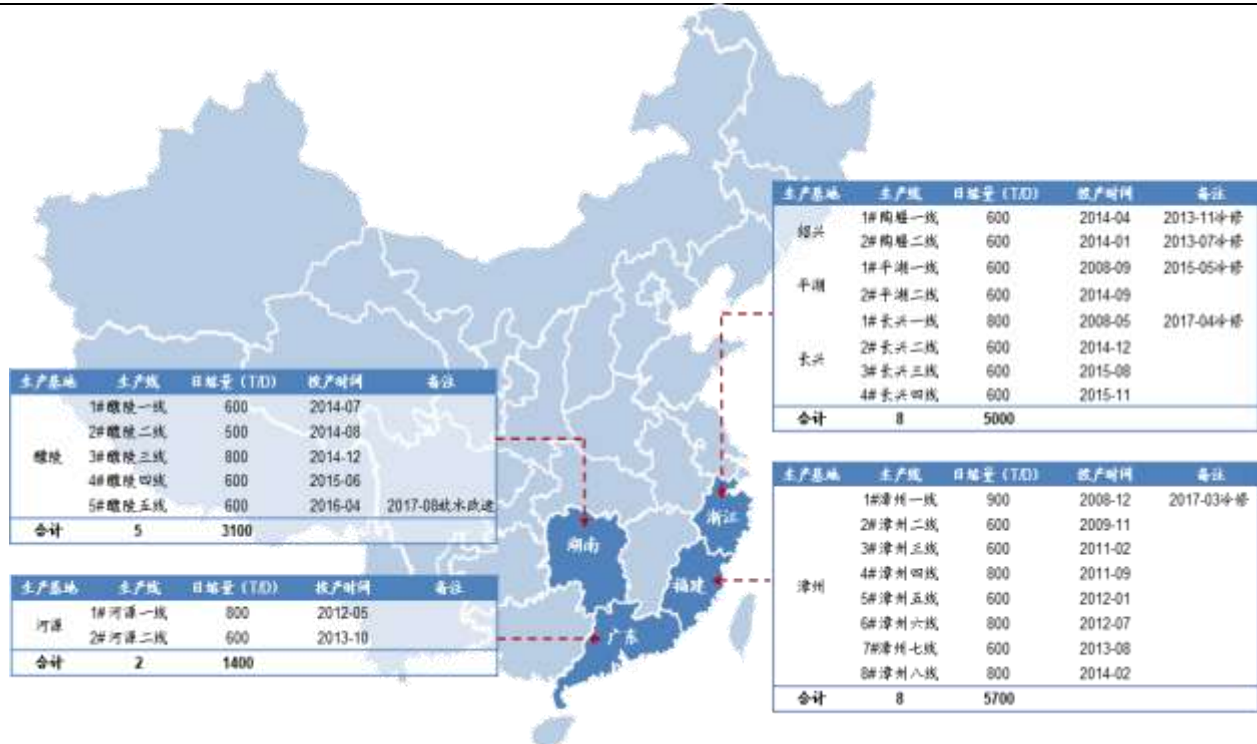 生产基地 生产线 日熔量 (T/D) 投产时间 备注
绍兴 1#陶堰一线 600 2014-04 2013-11冷修
2#陶堰二线 600 2014-01 2013-07冷修
平湖 1#平湖一线 600 2008-09 2015-05冷修
2#平湖二线 600 2014-09
长兴 1#长兴一线 800 2008-05 2017-04冷修
2#长兴二线 600 2014-12
3#长兴三线 600 2015-08
4#长兴四线 600 2015-11
合计 8 5000
生产基地 生产线 日熔量 (T/D) 投产时间 备注
醴陵 1#醴陵一线 600 2014-07
2#醴陵二线 500 2014-08
3#醴陵三线 800 2014-12
4#醴陵四线 600 2015-06
5#醴陵五线 600 2016-04 2017-08技术改造
合计 5 3100
生产基地 生产线 日熔量 (T/D) 投产时间 备注
漳州 1#漳州一线 900 2008-12 2017-03冷修
2#漳州二线 600 2009-11
3#漳州三线 600 2011-02
4#漳州四线 800 2011-09
5#漳州五线 600 2012-01
6#漳州六线 800 2012-07
7#漳州七线 600 2013-08
8#漳州八线 800 2014-02
合计 8 5700
生产基地 生产线 日熔量 (T/D) 投产时间 备注
河源 1#河源一线 800 2012-05
2#河源二线 600 2013-10
合计 2 1400
浙江
湖南
福建
广东